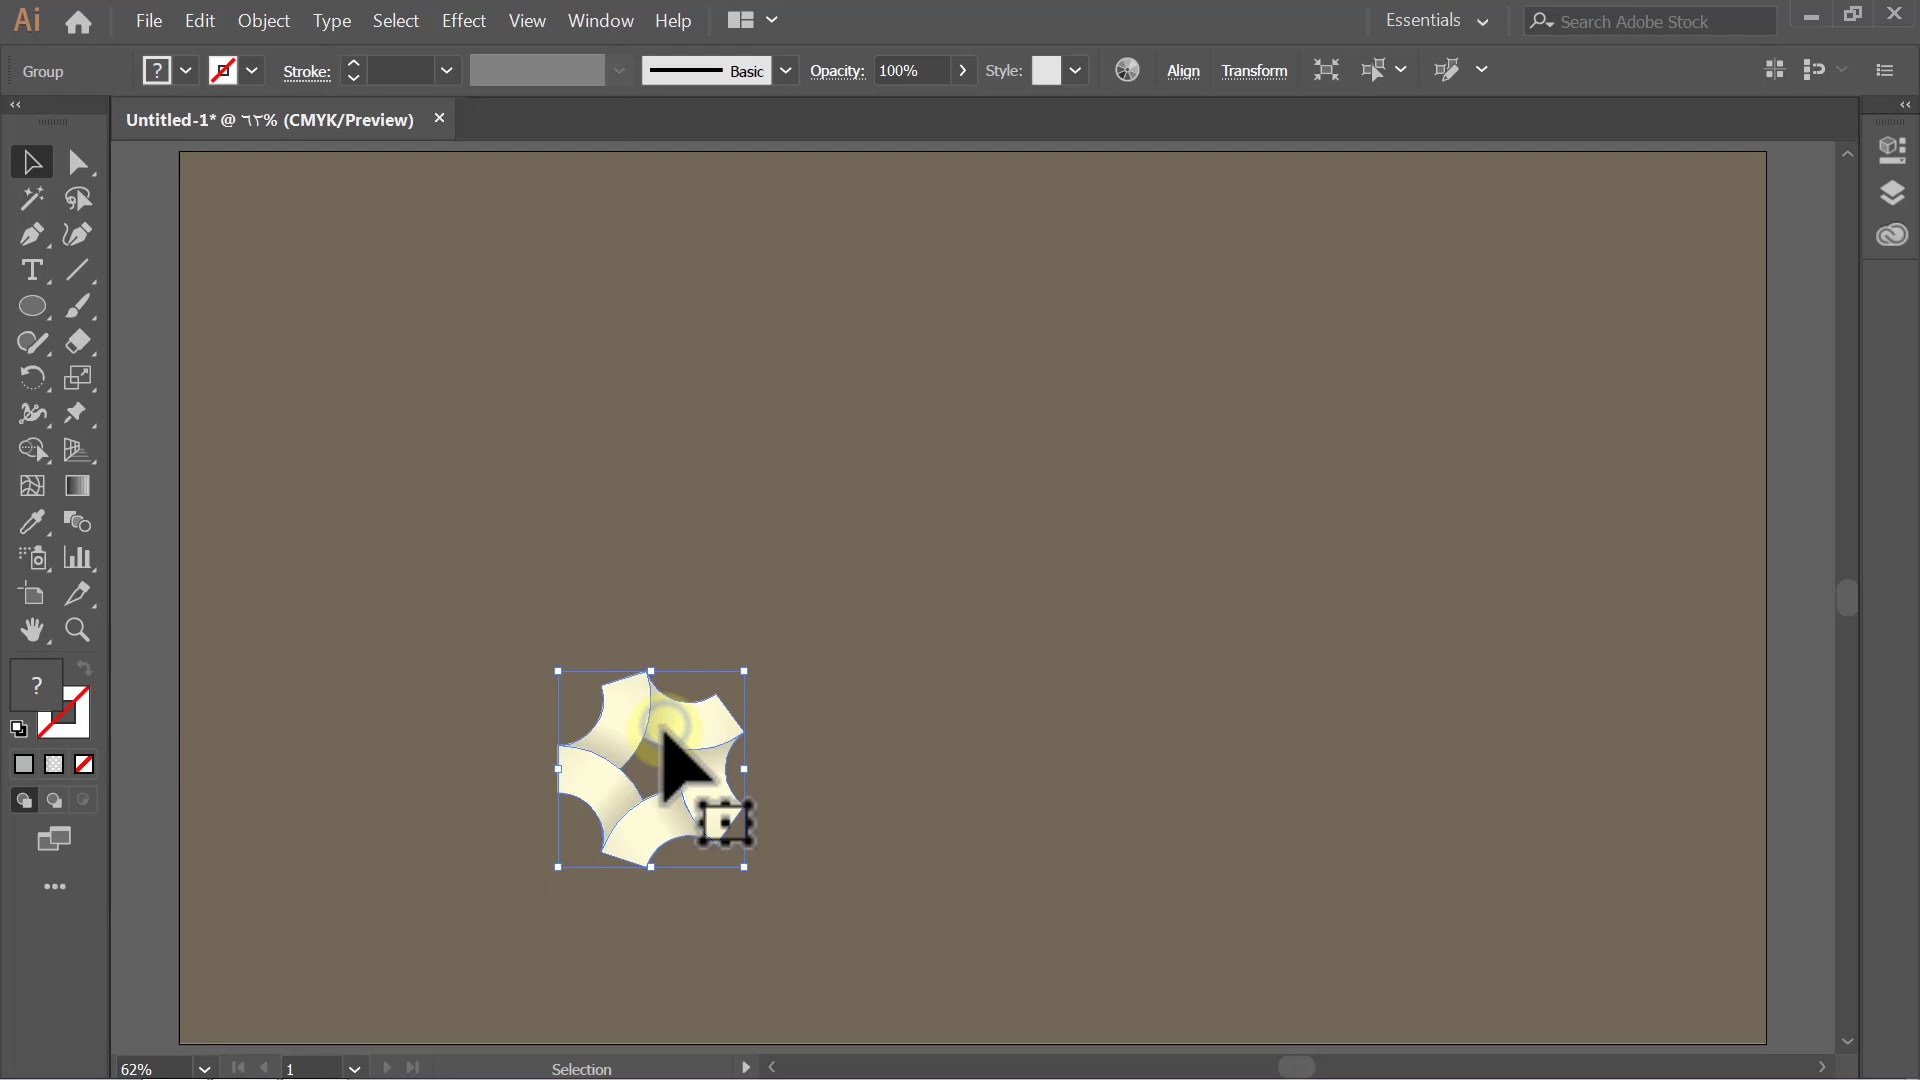 Ai File Edit Object Type Select Effect View Window Help Essentials Search Adobe Stock
Group ? Stroke: Basic Opacity: 100% Style: Align Transform
Untitled-1* @ ٦٢% (CMYK/Preview) ×
T
?
62% 1 Selection